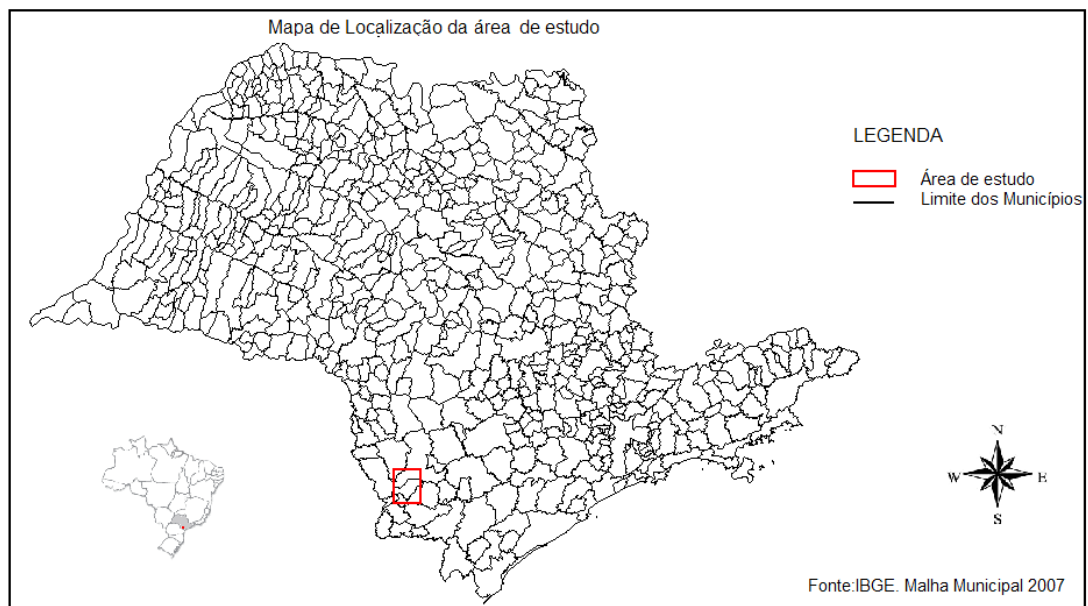 Mapa de Localização da área de estudo
LEGENDA
Área de estudo
Limite dos Municípios
N
W E
S
Fonte:IBGE. Malha Municipal 2007